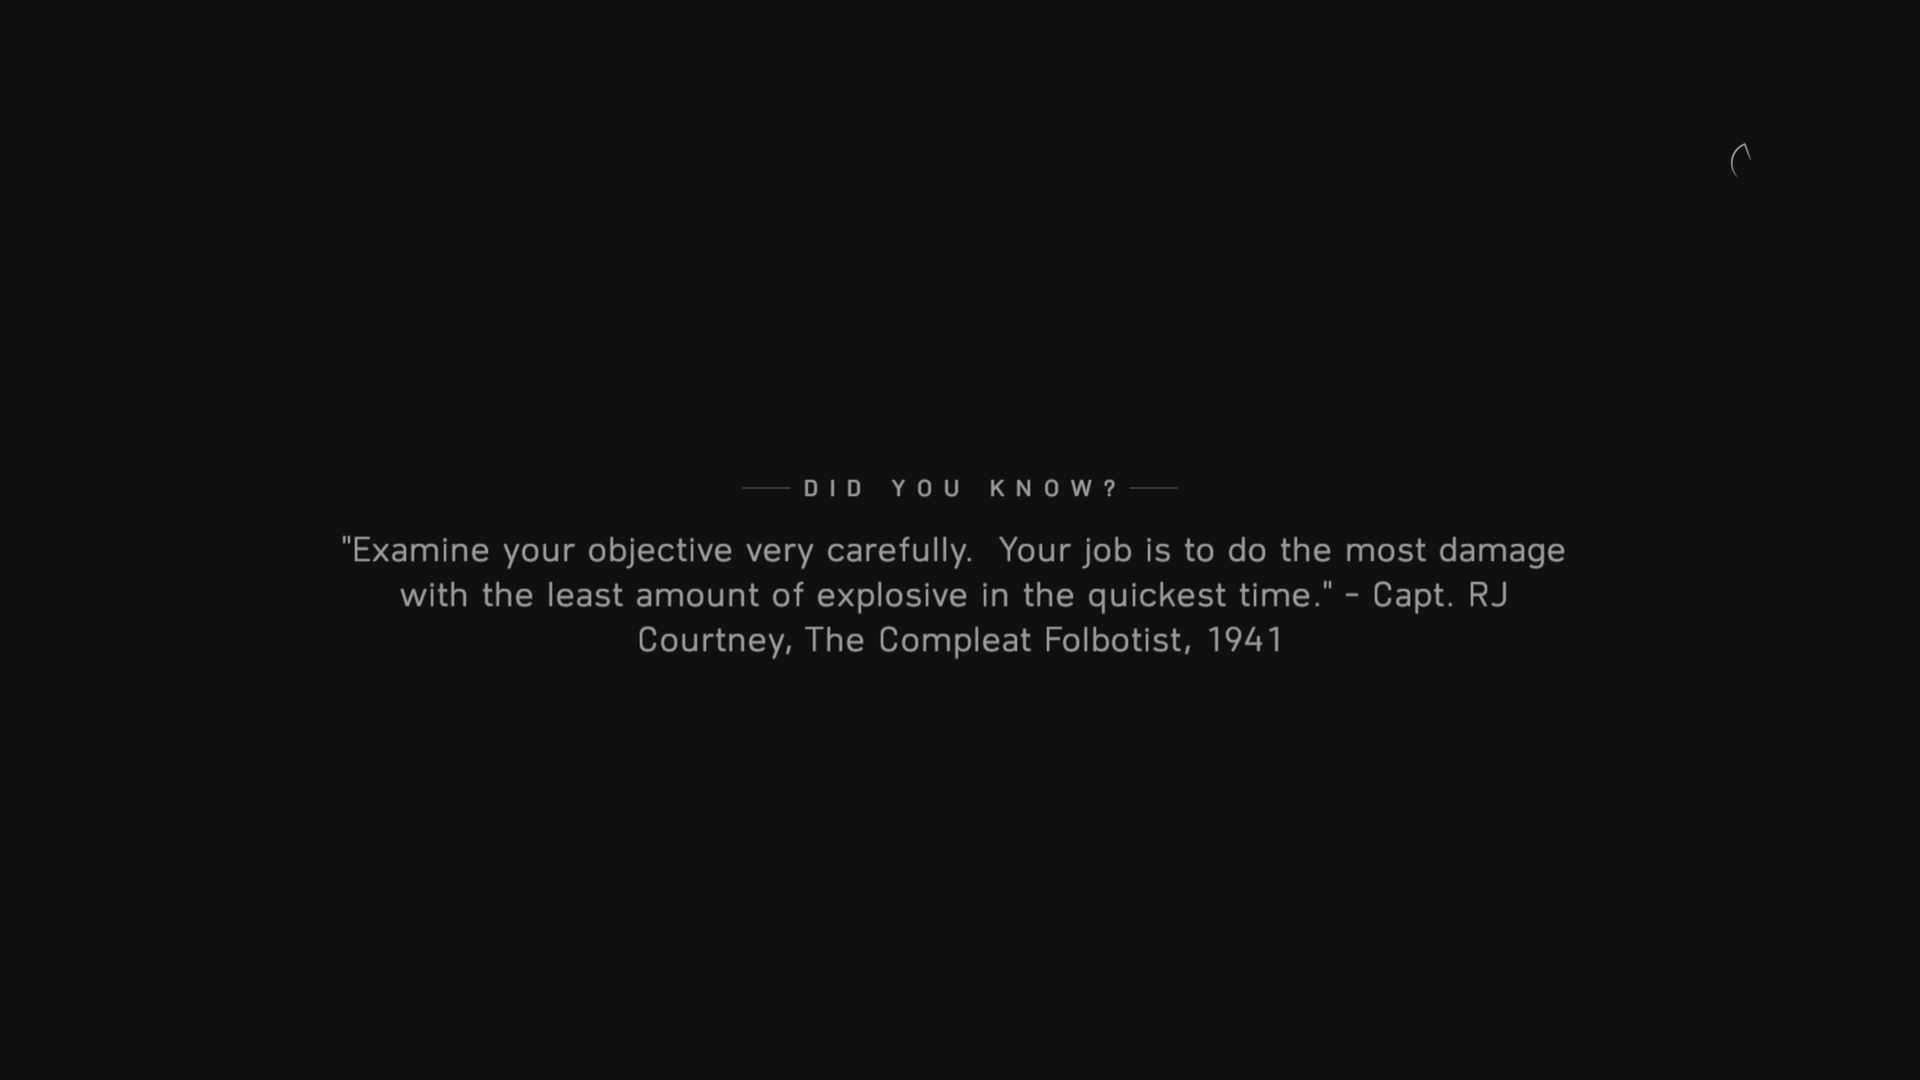 DID YOU KNOW?
"Examine your objective very carefully.  Your job is to do the most damage
with the least amount of explosive in the quickest time." - Capt. RJ
Courtney, The Compleat Folbotist, 1941